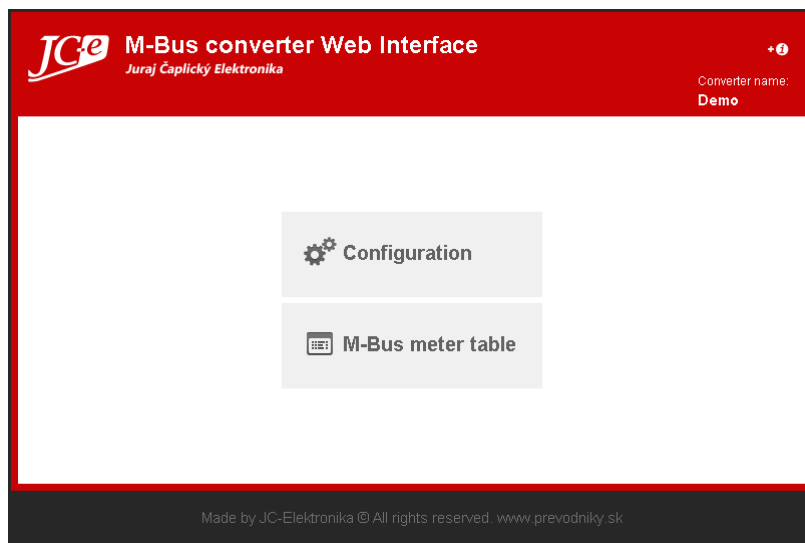 JC-e
M-Bus converter Web Interface
Juraj Čaplický Elektronika
+i
Converter name:
Demo
Configuration
M-Bus meter table
Made by JC-Elektronika © All rights reserved. www.prevodniky.sk